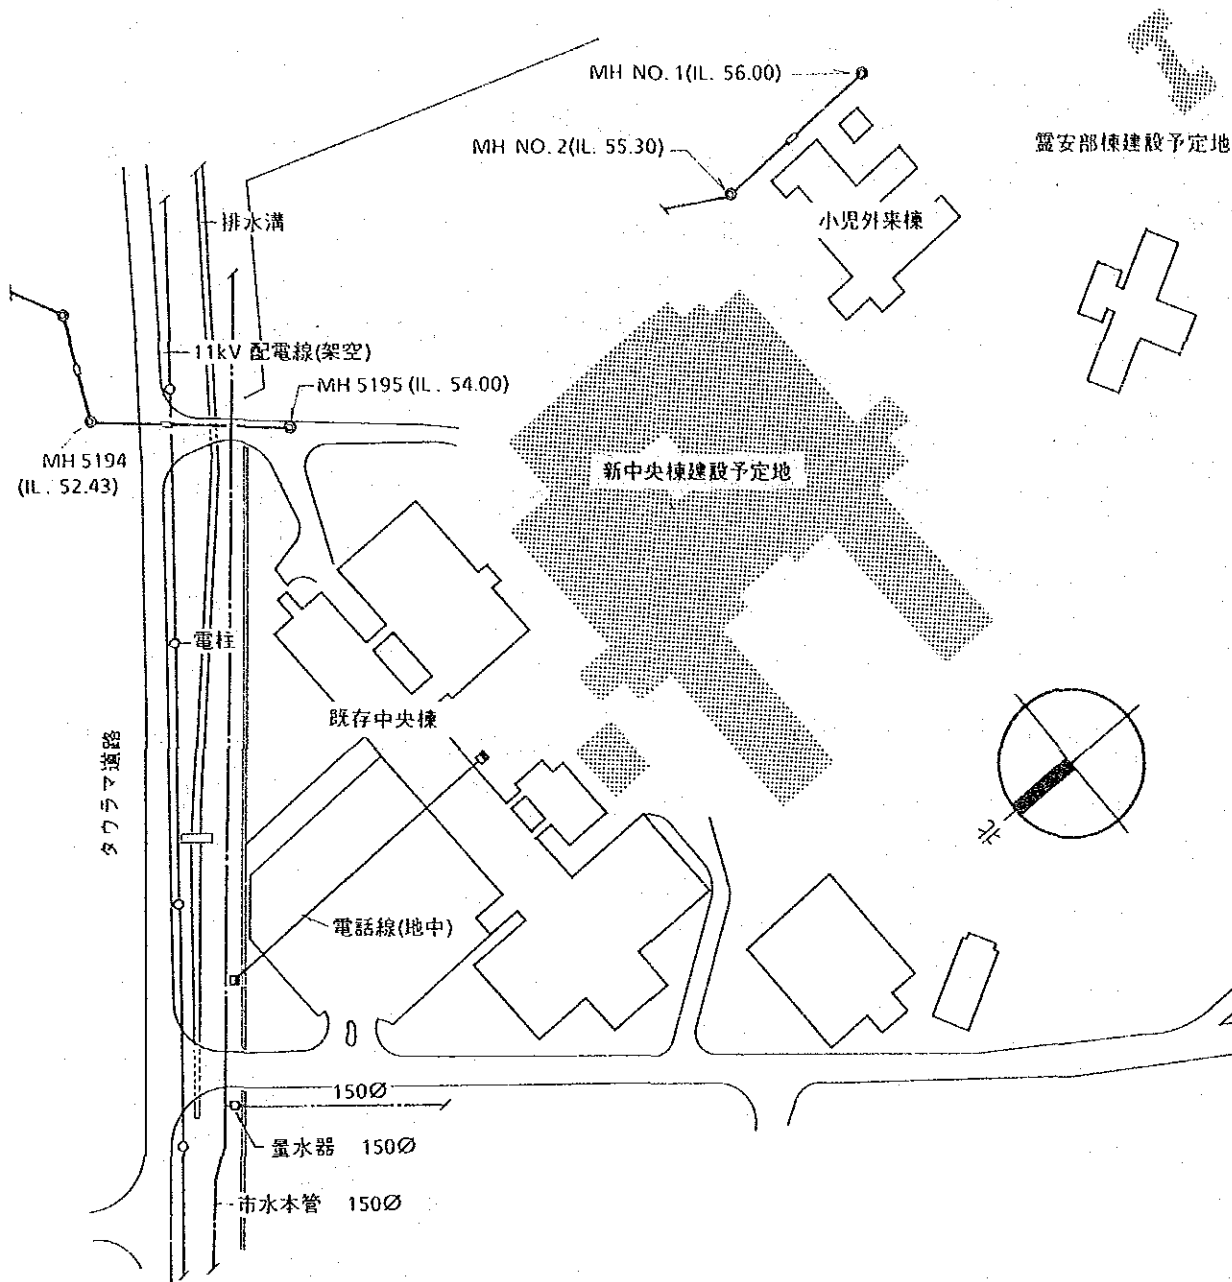 MH NO. 1(IL. 56.00)
MH NO. 2(IL. 55.30)
霊安部棟建設予定地
排水溝
小児外来棟
11kV 配電線(架空)
MH 5195 (IL. 54.00)
MH 5194
(IL. 52.43)
新中央棟建設予定地
電柱
既存中央棟
タウラマ道路
北
電話線(地中)
150Ø
量水器 150Ø
市水本管 150Ø